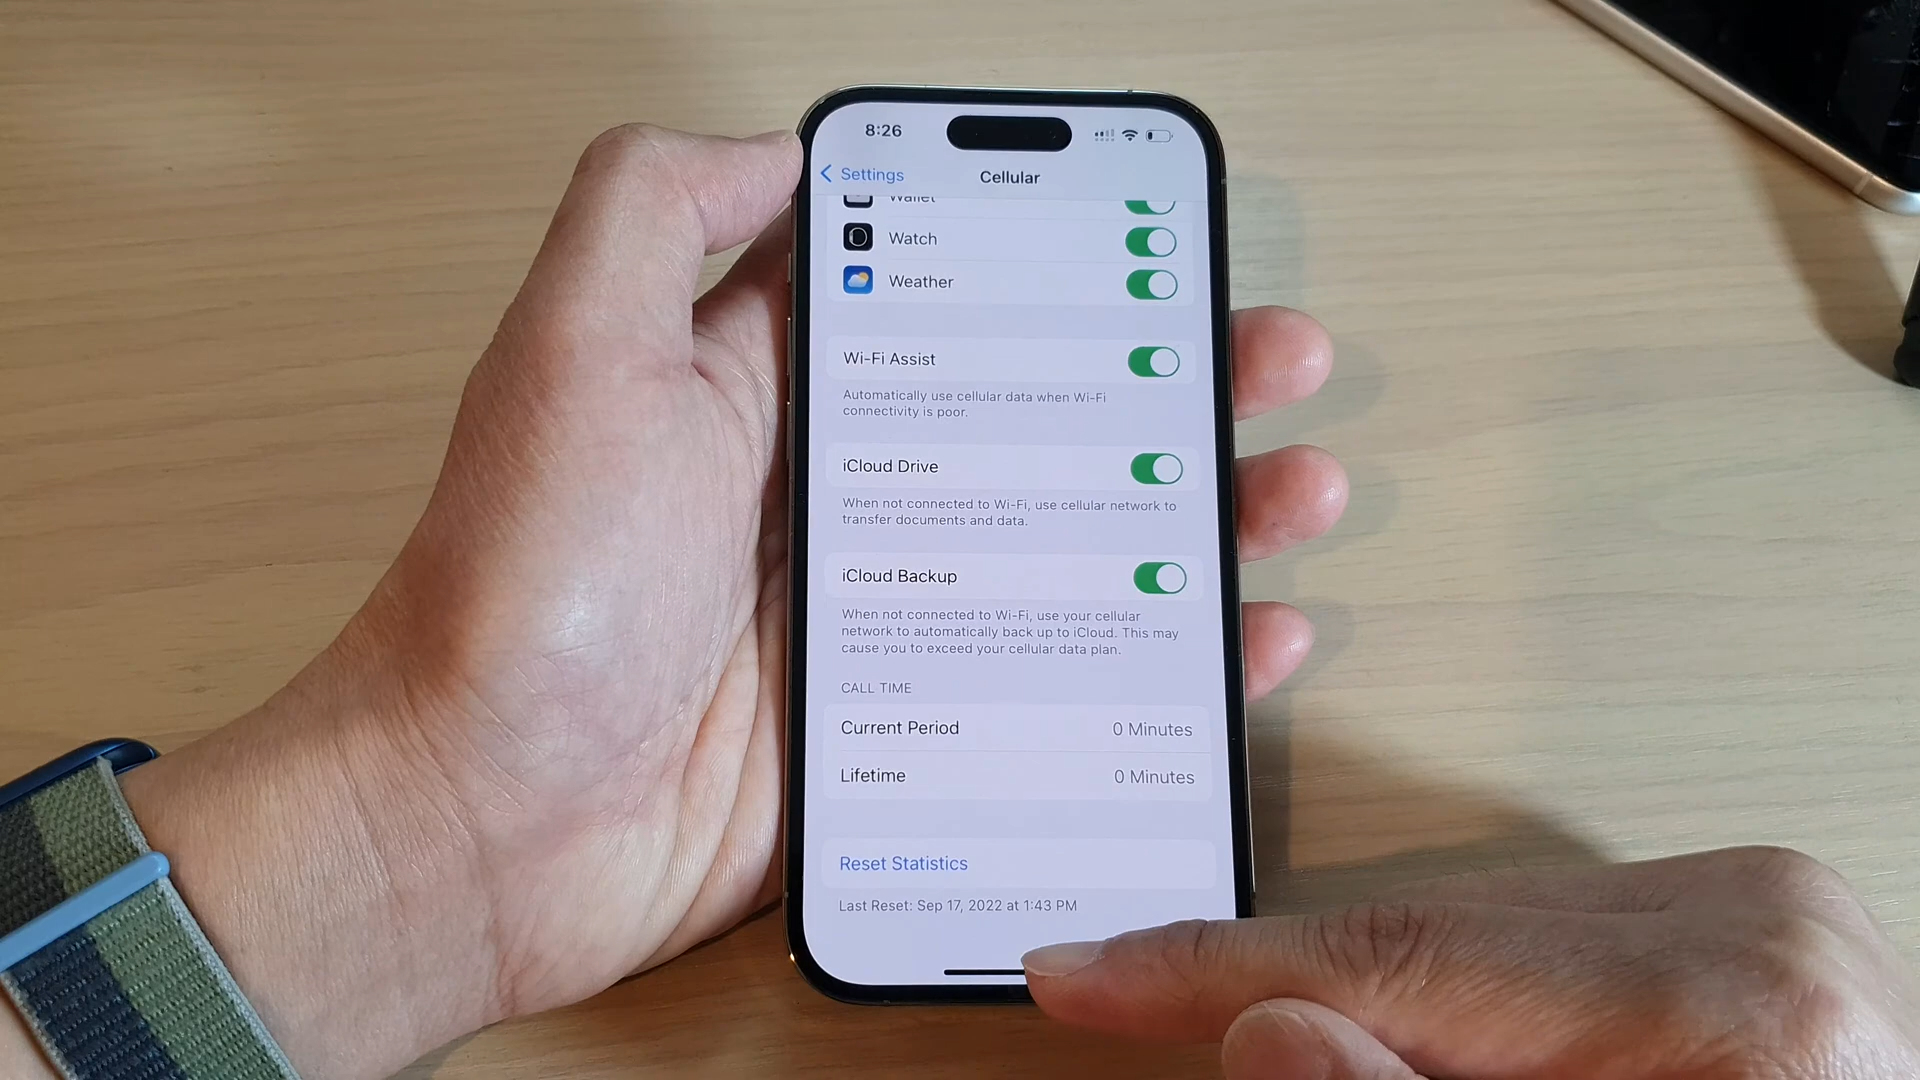 8:26
Settings
Cellular
Wallet
Watch
Weather
Wi-Fi Assist
Automatically use cellular data when Wi-Fi
connectivity is poor.
iCloud Drive
When not connected to Wi-Fi, use cellular network to
transfer documents and data.
iCloud Backup
When not connected to Wi-Fi, use your cellular
network to automatically back up to iCloud. This may
cause you to exceed your cellular data plan.
CALL TIME
Current Period 0 Minutes
Lifetime 0 Minutes
Reset Statistics
Last Reset: Sep 17, 2022 at 1:43 PM